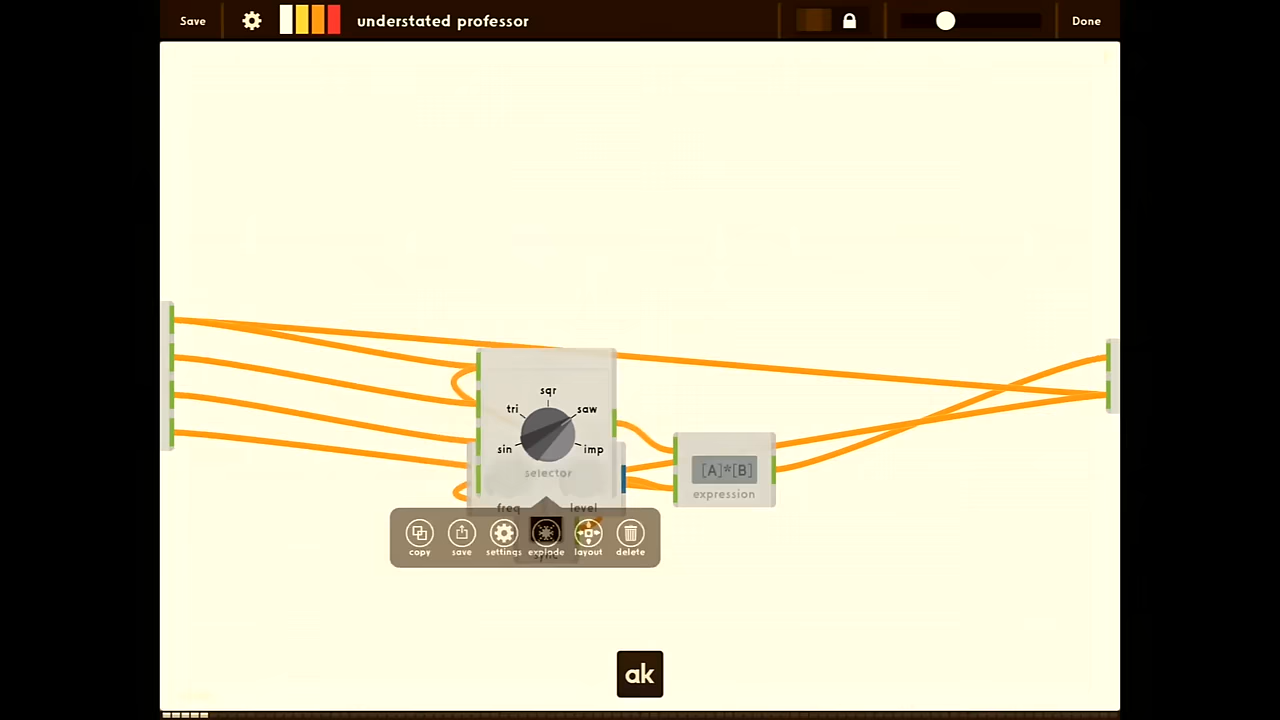 Save
understated professor
Done
sqr
tri
saw
sin
imp
selector
[A]*[B]
expression
freq
level
copy
save
settings
explode
layout
delete
sync
ak